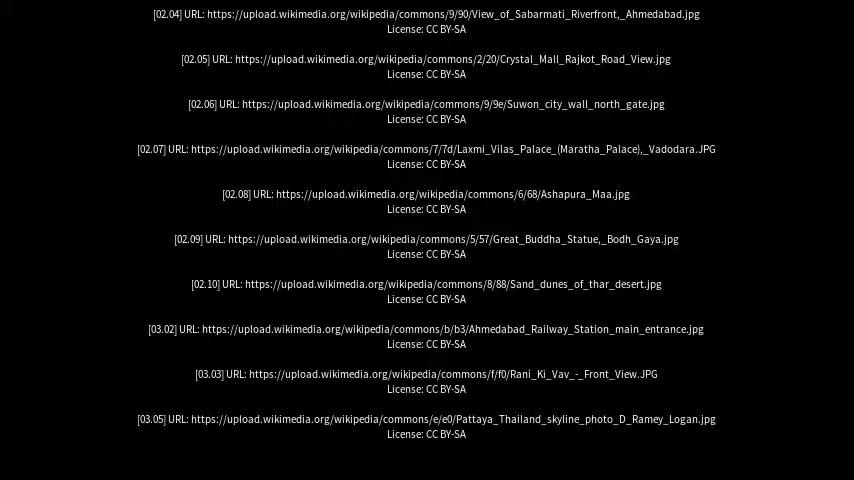 [02.04] URL: https://upload.wikimedia.org/wikipedia/commons/9/90/View_of_Sabarmati_Riverfront,_Ahmedabad.jpg
License: CC BY-SA
[02.05] URL: https://upload.wikimedia.org/wikipedia/commons/2/20/Crystal_Mall_Rajkot_Road_View.jpg
License: CC BY-SA
[02.06] URL: https://upload.wikimedia.org/wikipedia/commons/9/9e/Suwon_city_wall_north_gate.jpg
License: CC BY-SA
[02.07] URL: https://upload.wikimedia.org/wikipedia/commons/7/7d/Laxmi_Vilas_Palace_(Maratha_Palace),_Vadodara.JPG
License: CC BY-SA
[02.08] URL: https://upload.wikimedia.org/wikipedia/commons/6/68/Ashapura_Maa.jpg
License: CC BY-SA
[02.09] URL: https://upload.wikimedia.org/wikipedia/commons/5/57/Great_Buddha_Statue,_Bodh_Gaya.jpg
License: CC BY-SA
[02.10] URL: https://upload.wikimedia.org/wikipedia/commons/8/88/Sand_dunes_of_thar_desert.jpg
License: CC BY-SA
[03.02] URL: https://upload.wikimedia.org/wikipedia/commons/b/b3/Ahmedabad_Railway_Station_main_entrance.jpg
License: CC BY-SA
[03.03] URL: https://upload.wikimedia.org/wikipedia/commons/f/f0/Rani_Ki_Vav_-_Front_View.JPG
License: CC BY-SA
[03.05] URL: https://upload.wikimedia.org/wikipedia/commons/e/e0/Pattaya_Thailand_skyline_photo_D_Ramey_Logan.jpg
License: CC BY-SA